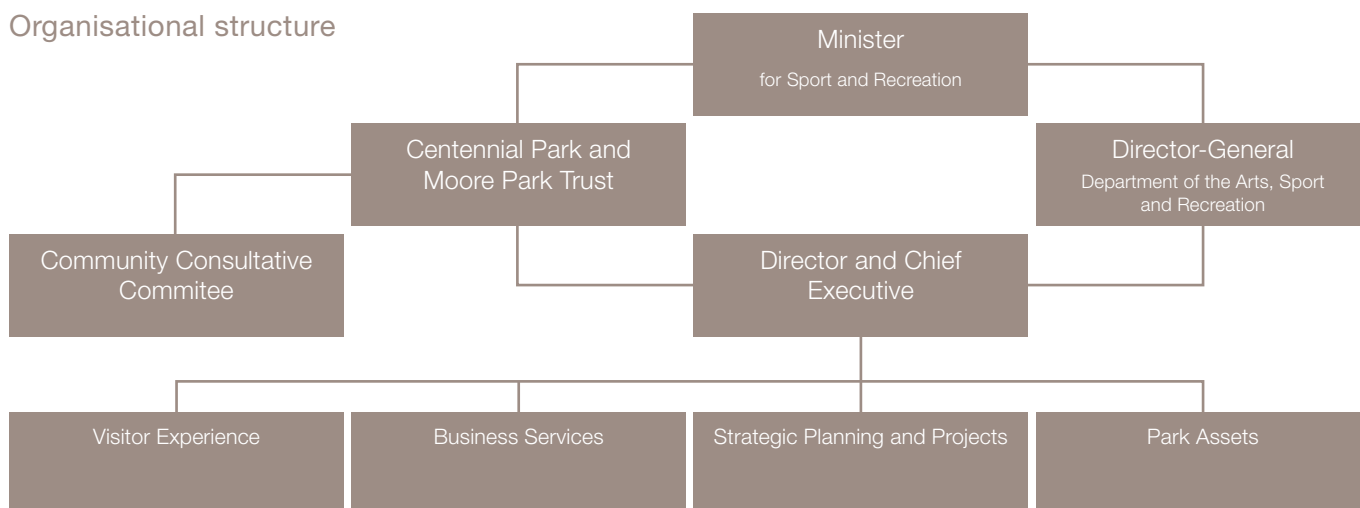 Organisational structure
Minister
for Sport and Recreation
Centennial Park and
Moore Park Trust
Director-General
Department of the Arts, Sport
and Recreation
Community Consultative
Commitee
Director and Chief
Executive
Visitor Experience
Business Services
Strategic Planning and Projects
Park Assets